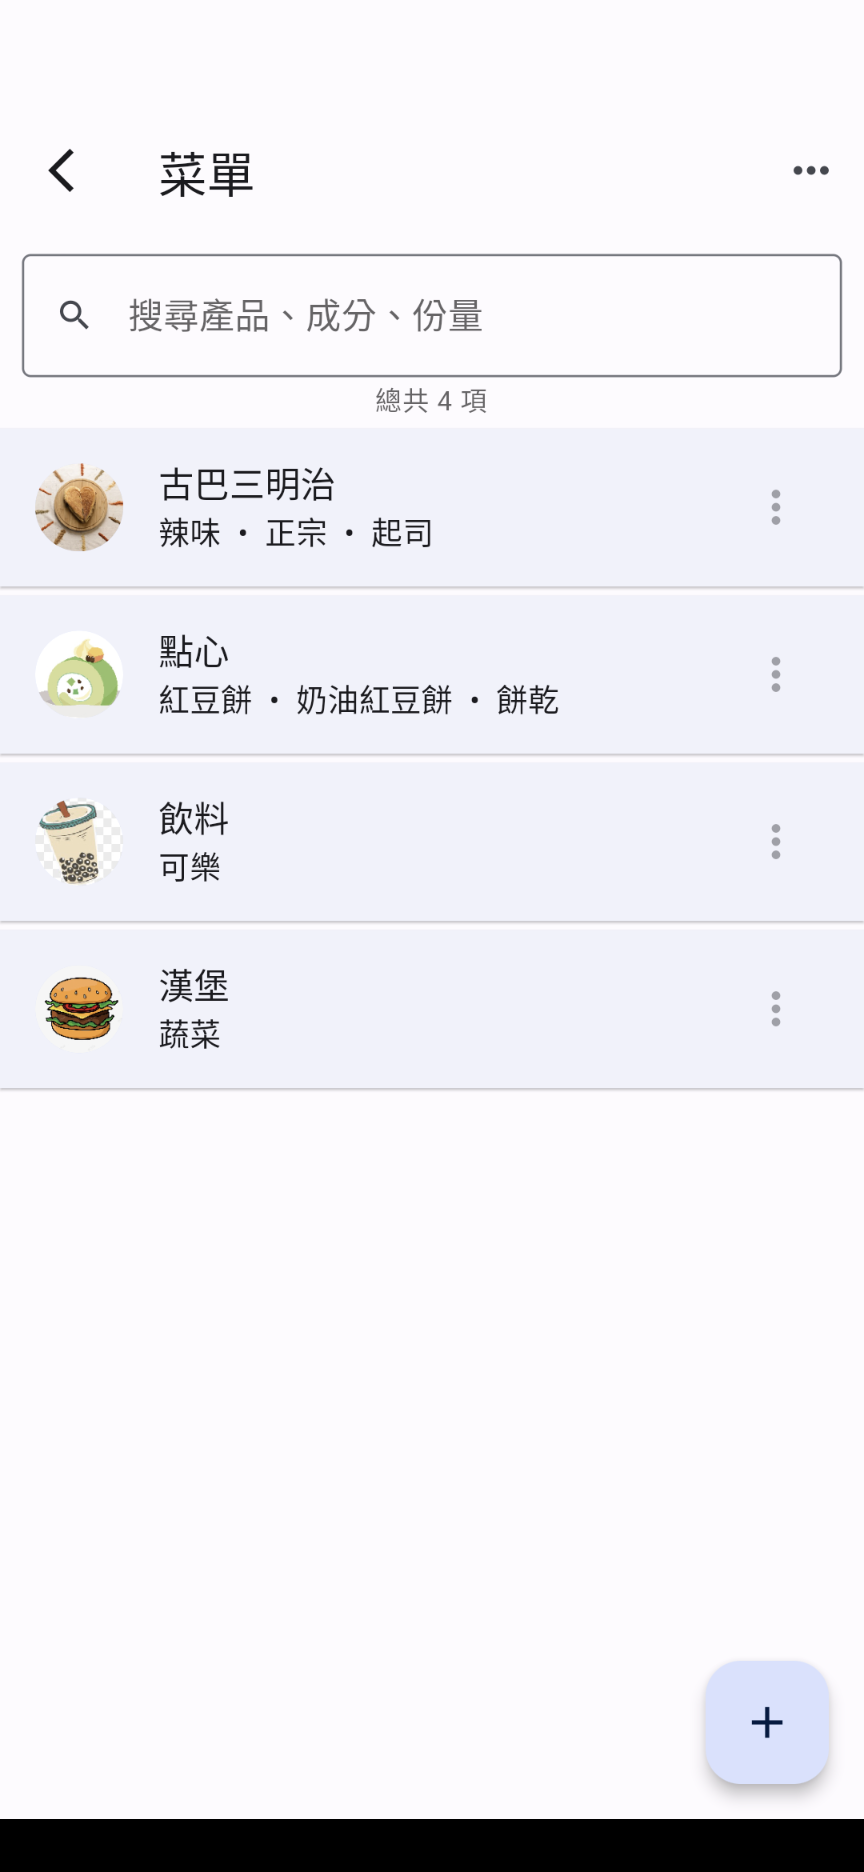 菜單
搜尋產品、成分、份量
總共 4 項
古巴三明治
辣味 • 正宗 • 起司
點心
紅豆餅 • 奶油紅豆餅 • 餅乾
飲料
可樂
漢堡
蔬菜